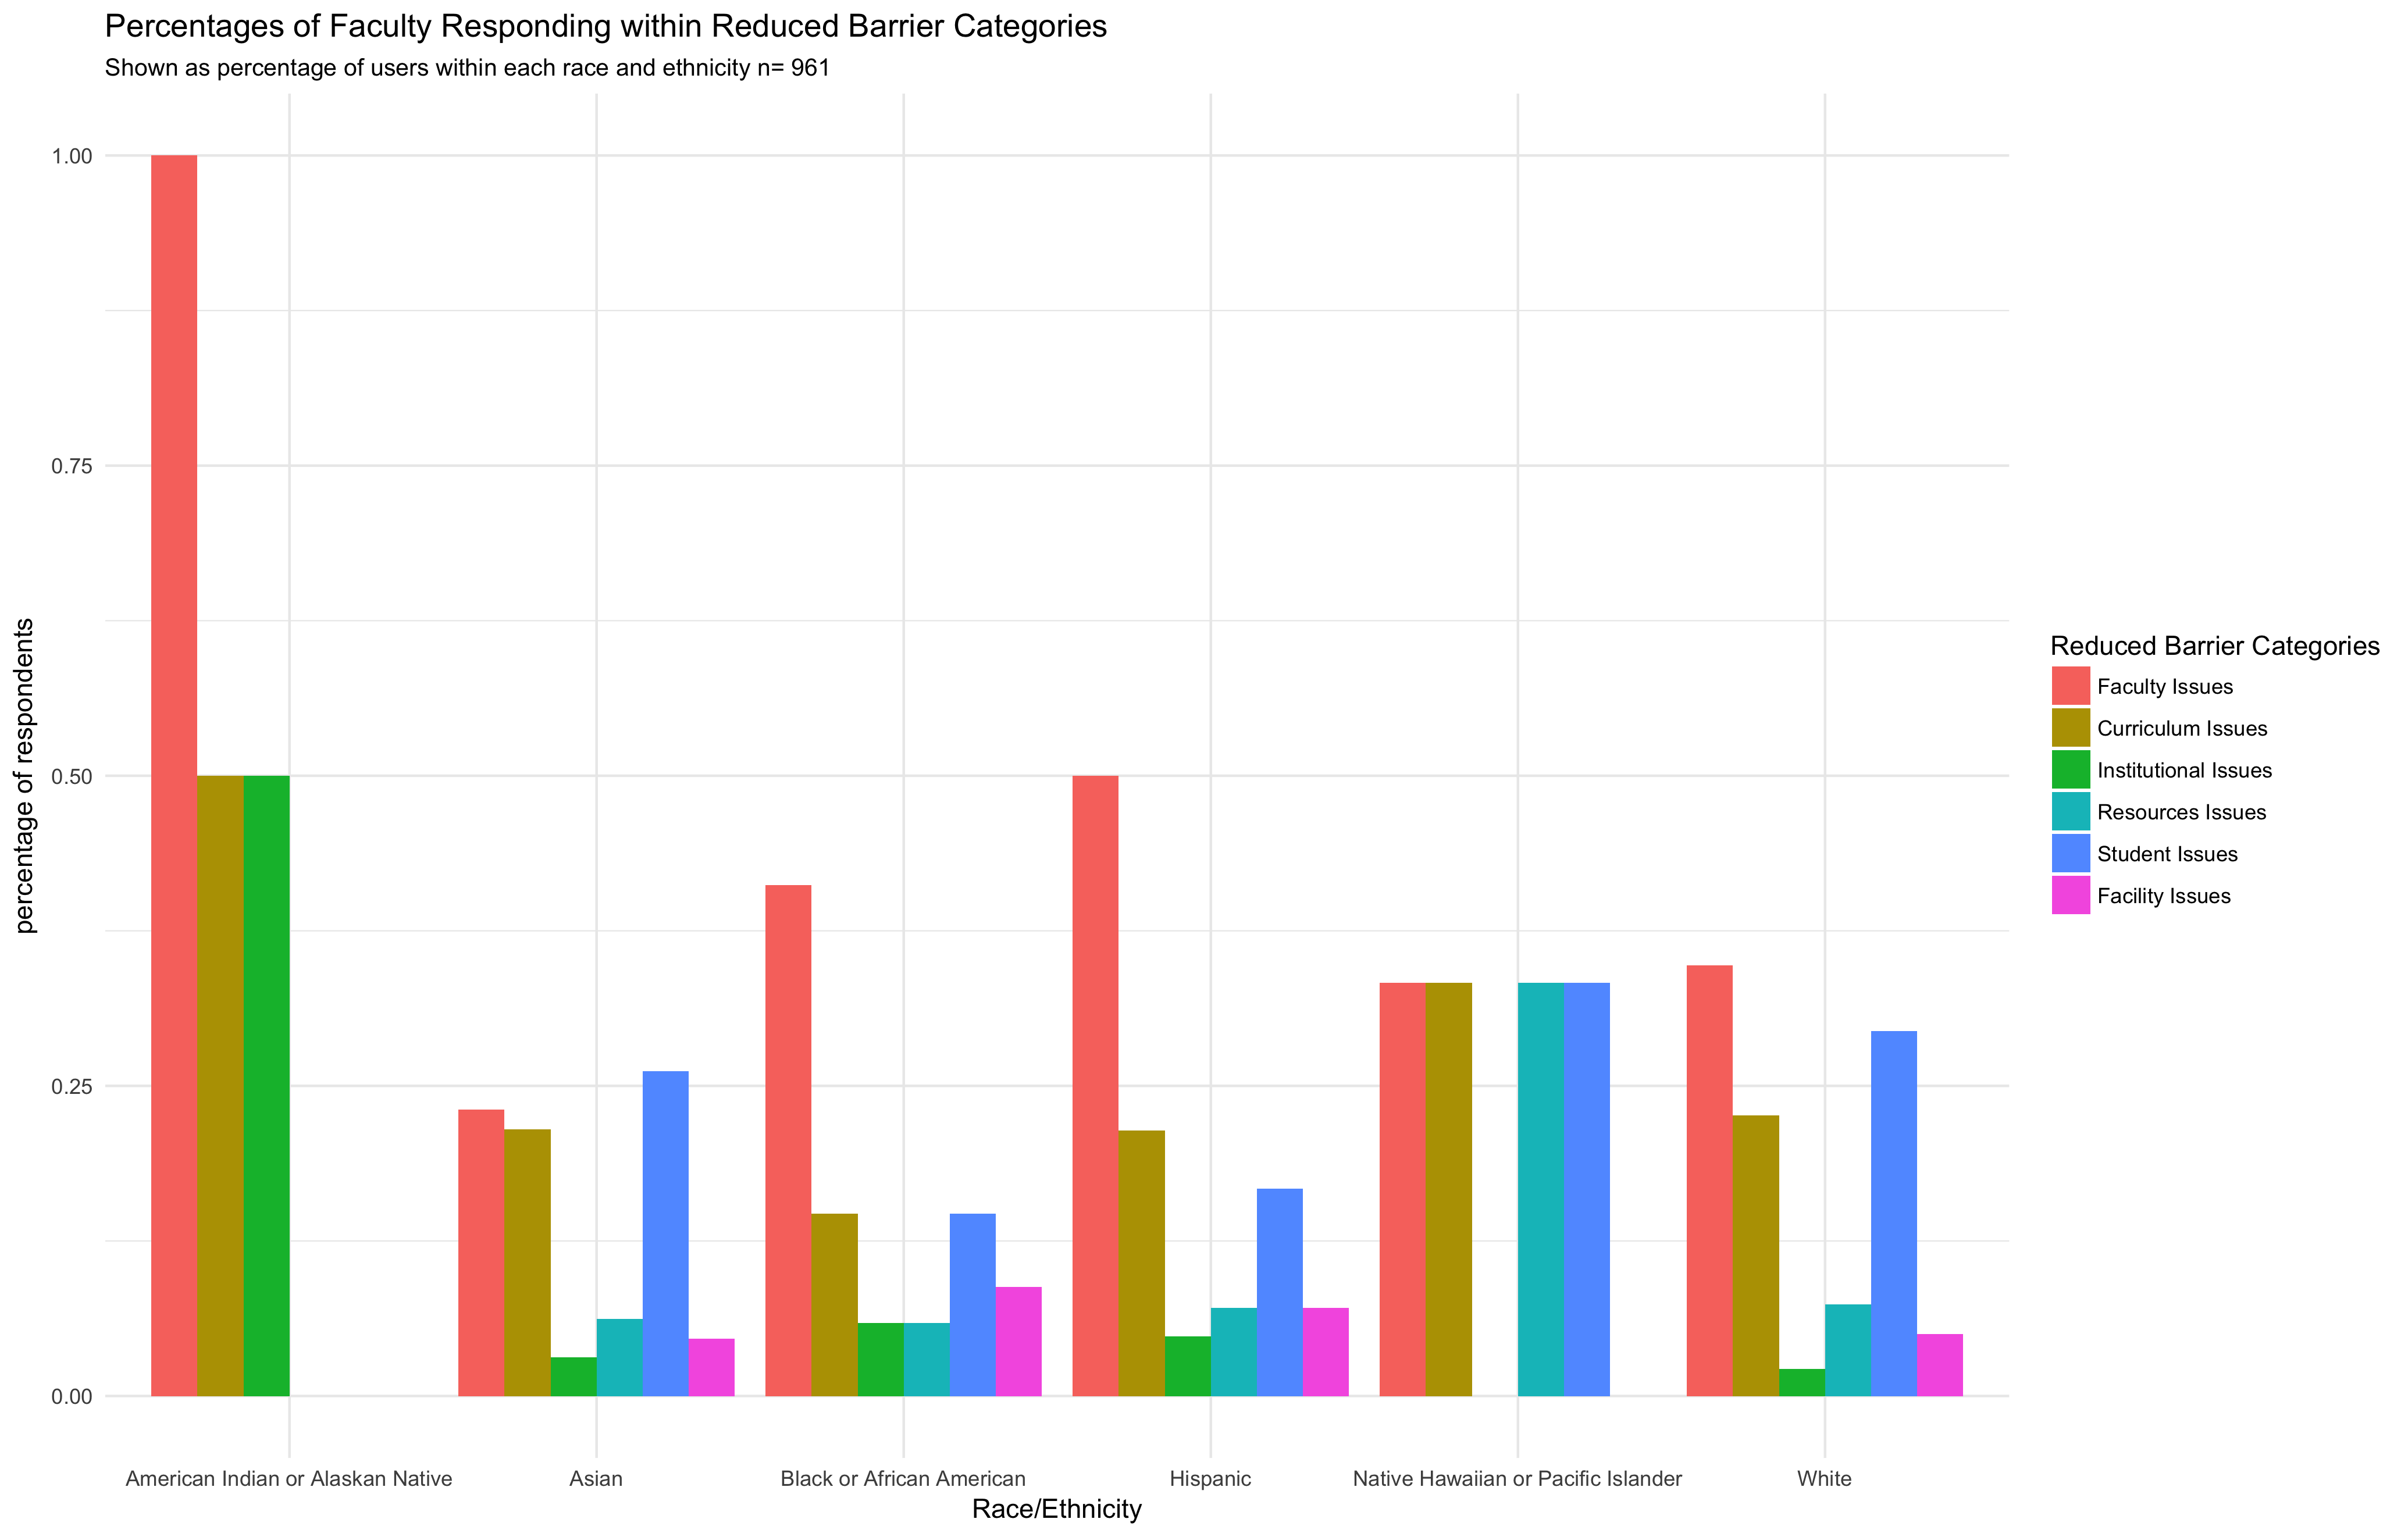 Percentages of Faculty Responding within Reduced Barrier Categories
Shown as percentage of users within each race and ethnicity n= 961
percentage of respondents
1.00
0.75
0.50
0.25
0.00
American Indian or Alaskan Native
Asian
Black or African American
Hispanic
Native Hawaiian or Pacific Islander
White
Race/Ethnicity
Reduced Barrier Categories
Faculty Issues
Curriculum Issues
Institutional Issues
Resources Issues
Student Issues
Facility Issues